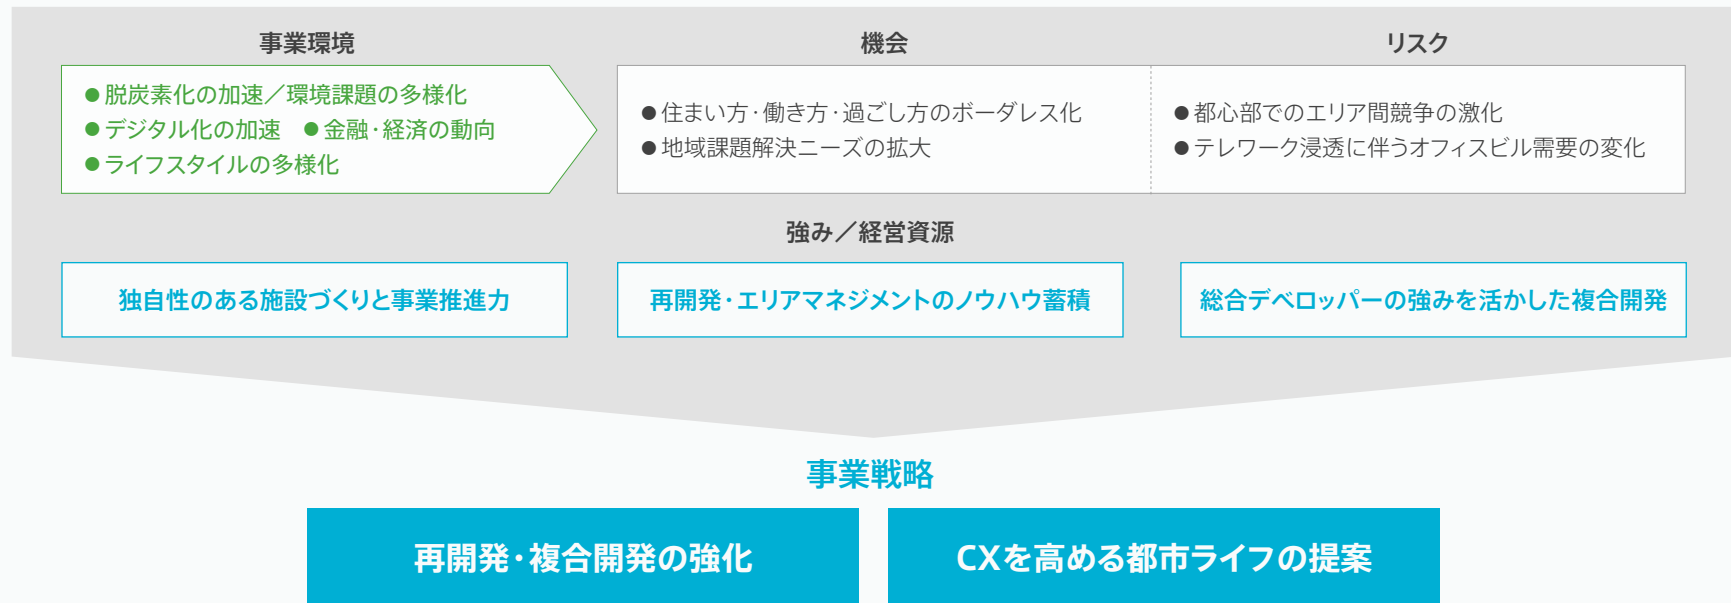 事業環境
●脱炭素化の加速／環境課題の多様化
●デジタル化の加速 ●金融・経済の動向
●ライフスタイルの多様化
機会
●住まい方・働き方・過ごし方のボーダレス化
●地域課題解決ニーズの拡大
リスク
●都心部でのエリア間競争の激化
●テレワーク浸透に伴うオフィスビル需要の変化
強み／経営資源
独自性のある施設づくりと事業推進力
再開発・エリアマネジメントのノウハウ蓄積
総合デベロッパーの強みを活かした複合開発
事業戦略
再開発・複合開発の強化
CXを高める都市ライフの提案